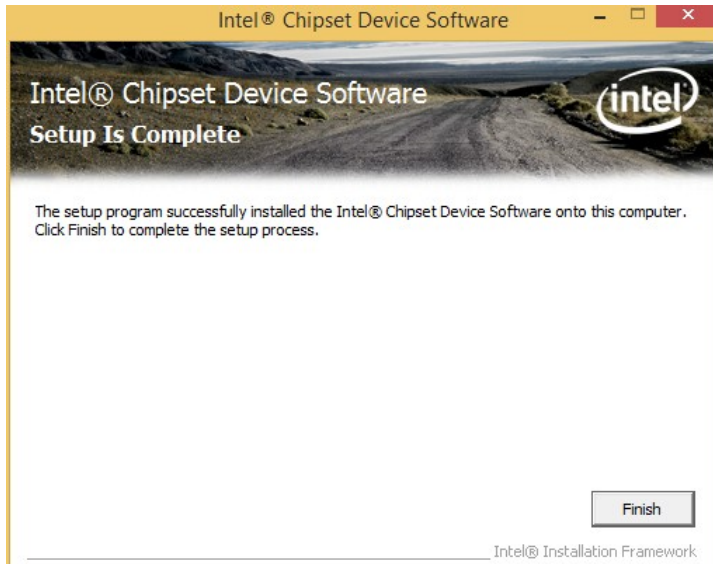 Intel® Chipset Device Software
Intel® Chipset Device Software
intel
Setup Is Complete
The setup program successfully installed the Intel® Chipset Device Software onto this computer.
Click Finish to complete the setup process.
Finish
Intel® Installation Framework